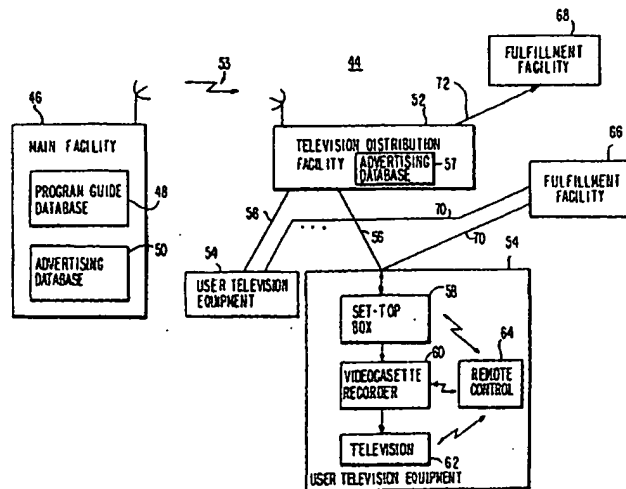 68
53
44
FULFILLMENT
FACILITY
72
46
52
MAIN FACILITY
TELEVISION DISTRIBUTION
FACILITY
ADVERTISING
DATABASE
57
66
PROGRAM GUIDE
DATABASE
48
FULFILLMENT
FACILITY
56
70
50
54
...
56
70
54
ADVERTISING
DATABASE
USER TELEVISION
EQUIPMENT
58
SET-TOP
BOX
64
60
VIDEOCASETTE
RECORDER
REMOTE
CONTROL
TELEVISION
62
USER TELEVISION EQUIPMENT